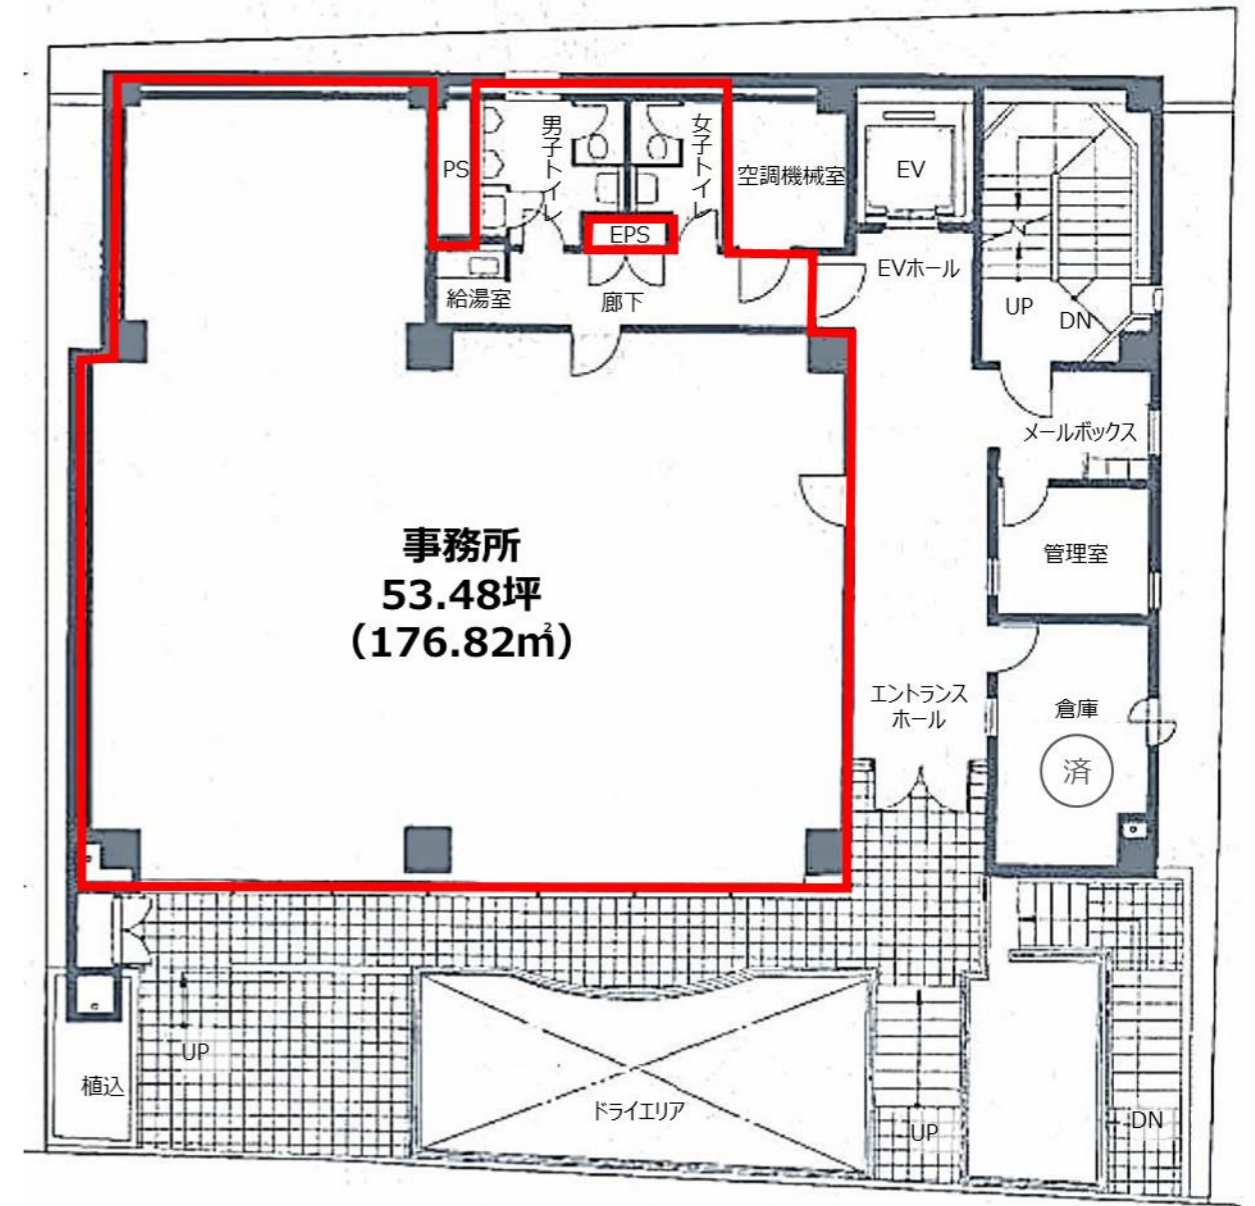 男子トイレ
女子トイレ
PS
空調機械室
EV
EPS
EVホール
給湯室
廊下
UP
DN
メールボックス
事務所
53.48坪
(176.82㎡)
管理室
エントランス
ホール
倉庫
済
UP
植込
ドライエリア
UP
DN